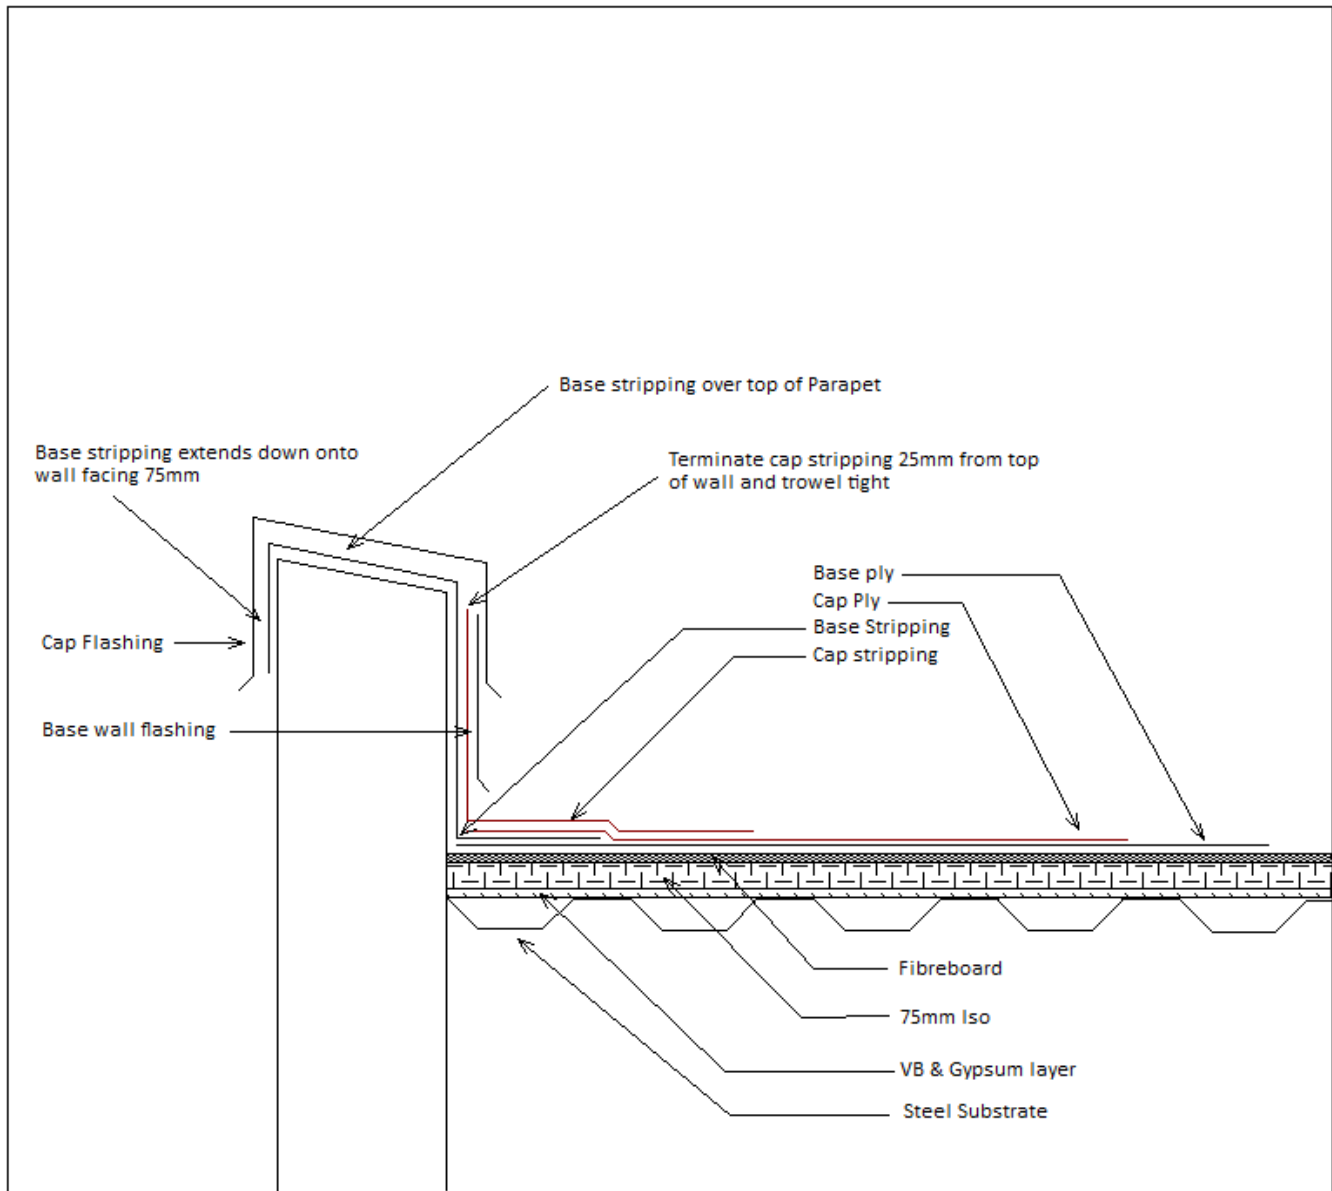 Base stripping over top of Parapet
Base stripping extends down onto
wall facing 75mm
Terminate cap stripping 25mm from top
of wall and trowel tight
Base ply
Cap Ply
Base Stripping
Cap stripping
Cap Flashing
Base wall flashing
Fibreboard
75mm Iso
VB & Gypsum layer
Steel Substrate